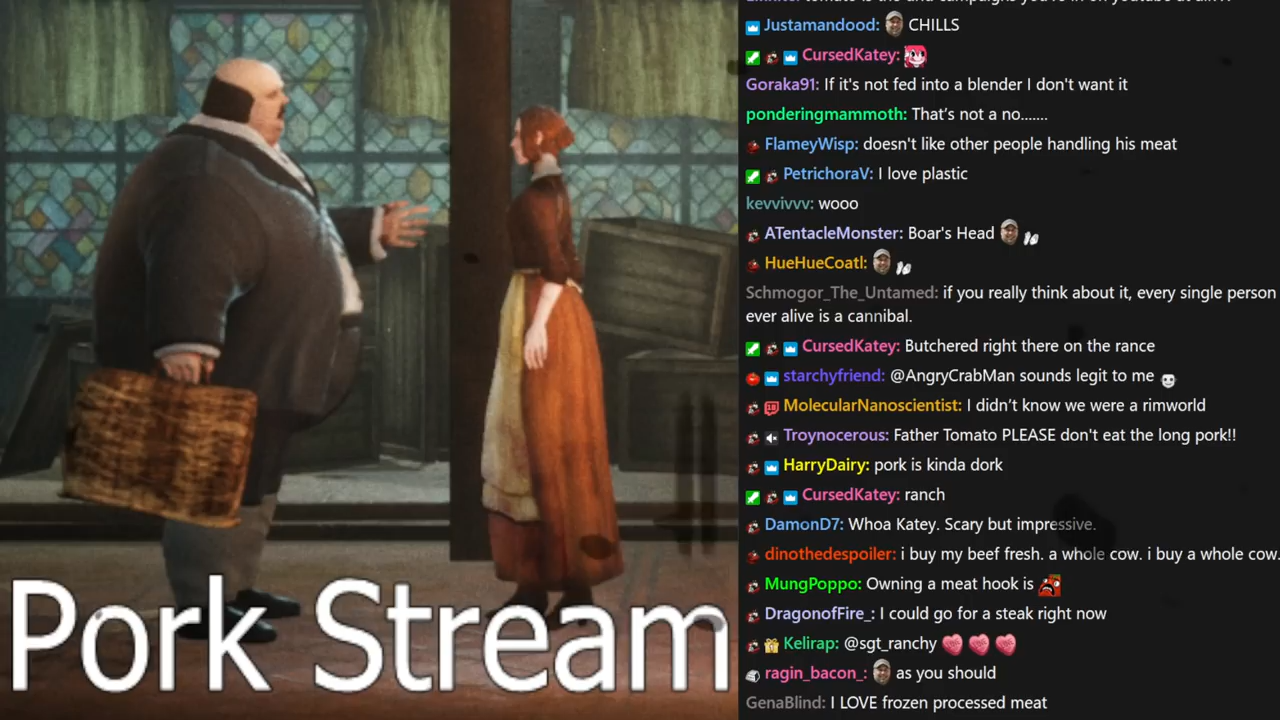 Justamandood: CHILLS
CursedKatey:
Goraka91: If it's not fed into a blender I don't want it
ponderingmammoth: That's not a no.......
FlameyWisp: doesn't like other people handling his meat
PetrichoraV: I love plastic
kevvivvv: wooo
ATentacleMonster: Boar's Head
HueHueCoatl:
Schmogor_The_Untamed: if you really think about it, every single person
ever alive is a cannibal.
CursedKatey: Butchered right there on the rance
starchyfriend: @AngryCrabMan sounds legit to me
MolecularNanoscientist: I didn't know we were a rimworld
Troynocerous: Father Tomato PLEASE don't eat the long pork!!
HarryDairy: pork is kinda dork
CursedKatey: ranch
DamonD7: Whoa Katey. Scary but impressive.
dinothedespoiler: i buy my beef fresh. a whole cow. i buy a whole cow.
MungPoppo: Owning a meat hook is
DragonofFire_: I could go for a steak right now
Kelirap: @sgt_ranchy
ragin_bacon_: as you should
GenaBlind: I LOVE frozen processed meat
Pork Stream